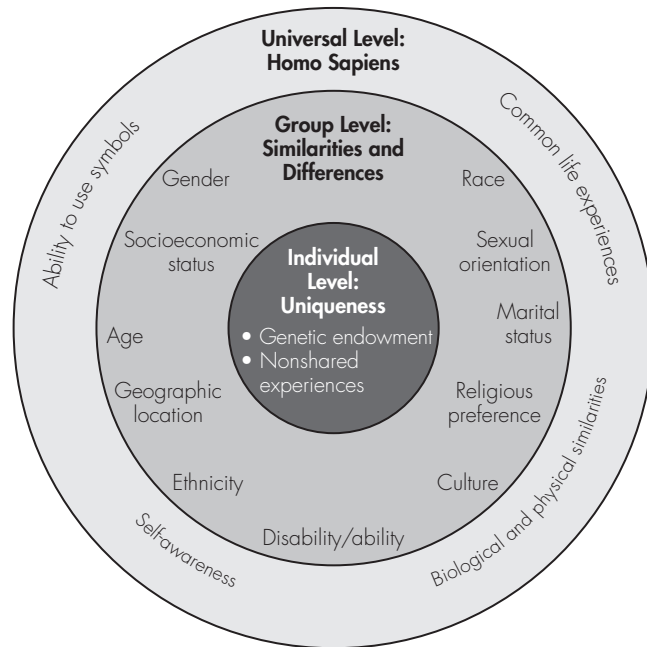 Universal Level:
Homo Sapiens
Ability to use symbols
Common life experiences
Group Level:
Similarities and
Differences
Gender
Race
Socioeconomic
status
Sexual
orientation
Individual
Level:
Uniqueness
• Genetic endowment
• Nonshared
experiences
Marital
status
Age
Geographic
location
Religious
preference
Ethnicity
Culture
Disability/ability
Self-awareness
Biological and physical similarities